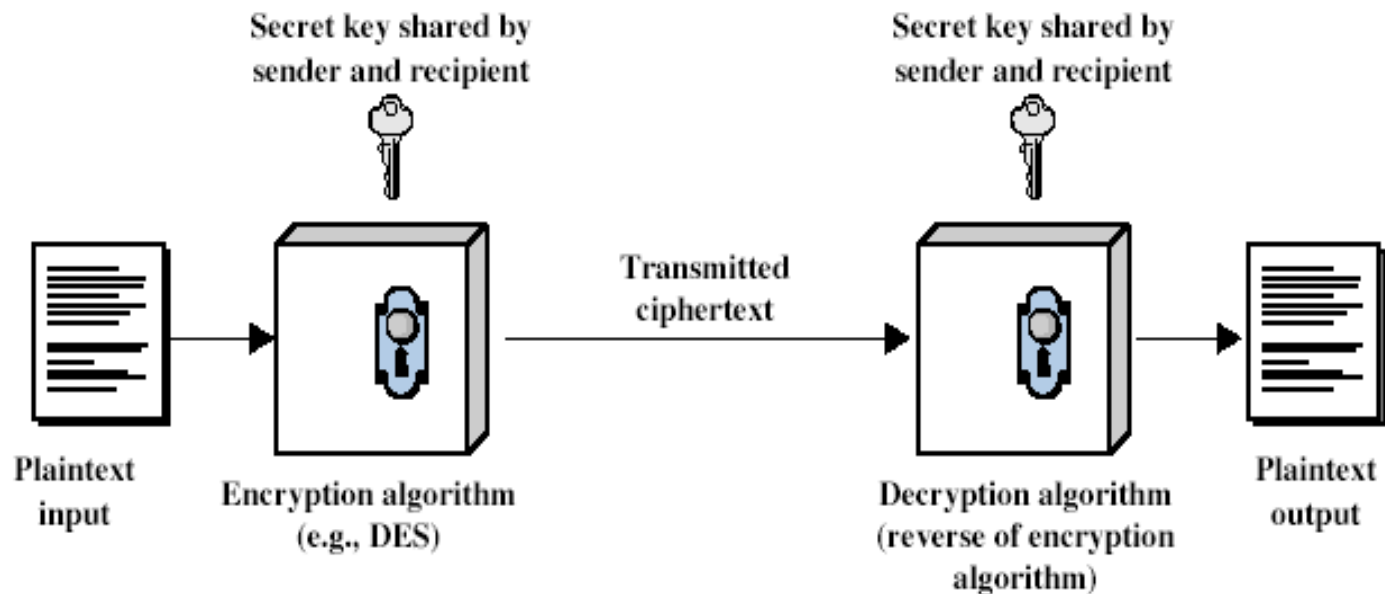 Secret key shared by
sender and recipient
Secret key shared by
sender and recipient
Transmitted
ciphertext
Plaintext
input
Encryption algorithm
(e.g., DES)
Decryption algorithm
(reverse of encryption
algorithm)
Plaintext
output